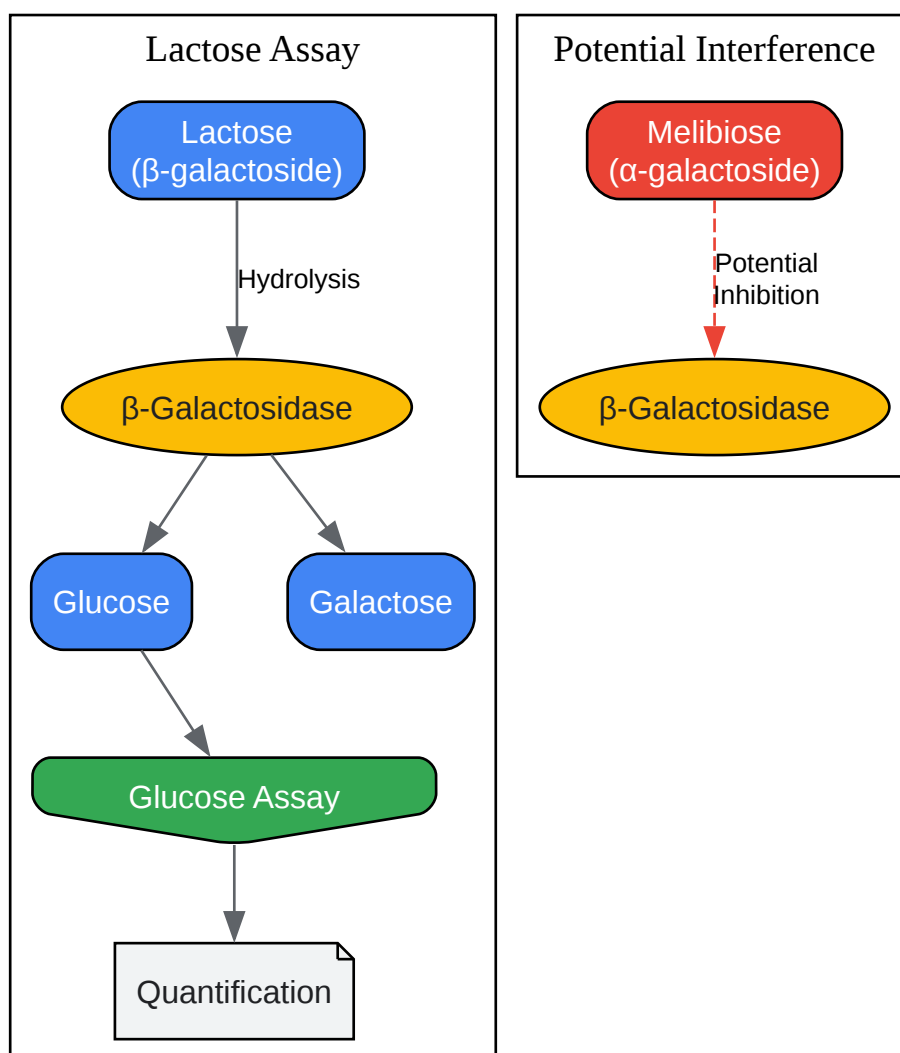 Lactose Assay
Lactose
(β-galactoside)
Hydrolysis
β-Galactosidase
Glucose
Galactose
Glucose Assay
Quantification
Potential Interference
Melibiose
(α-galactoside)
Potential
Inhibition
β-Galactosidase